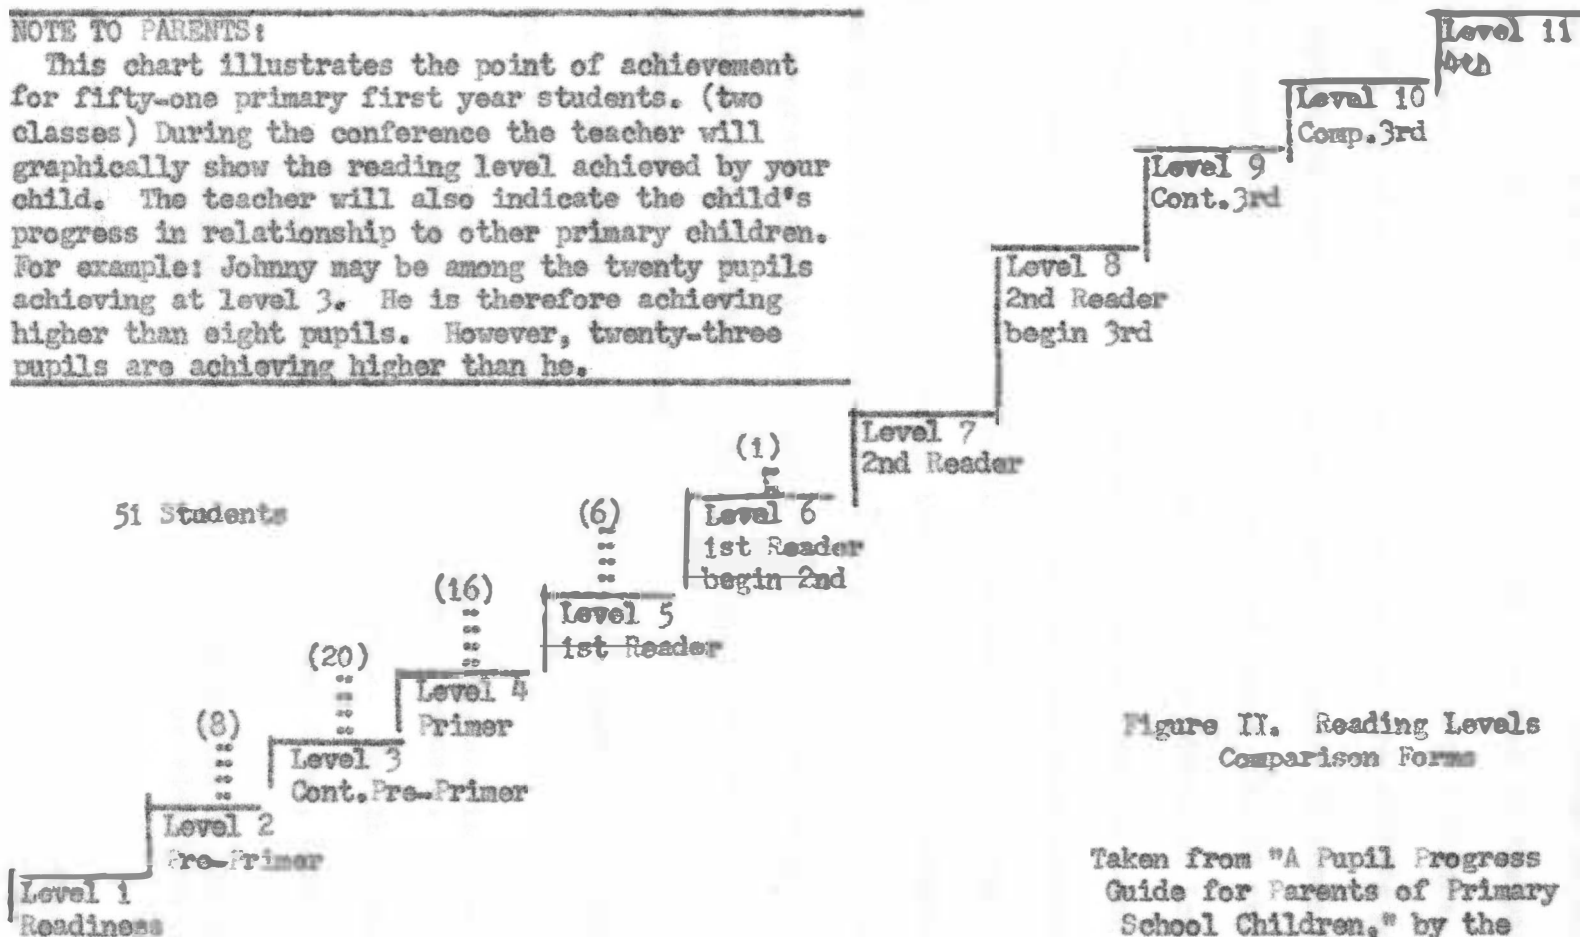 NOTE TO PARENTS:
This chart illustrates the point of achievement
for fifty-one primary first year students. (two
classes) During the conference the teacher will
graphically show the reading level achieved by your
child. The teacher will also indicate the child's
progress in relationship to other primary children.
For example: Johnny may be among the twenty pupils
achieving at level 3. He is therefore achieving
higher than eight pupils. However, twenty-three
pupils are achieving higher than he.
Level 11
4th
Level 10
Comp.3rd
Level 9
Cont.3rd
Level 8
2nd Reader
begin 3rd
Level 7
2nd Reader
(1)
Level 6
1st Reader
begin 2nd
51 Students
(6)
Level 5
1st Reader
(16)
Level 4
Primer
(20)
Level 3
Cont.Pre-Primer
(8)
Level 2
Pre-Primer
Level 1
Readiness
Figure II. Reading Levels
Comparison Forms
Taken from "A Pupil Progress
Guide for Parents of Primary
School Children," by the